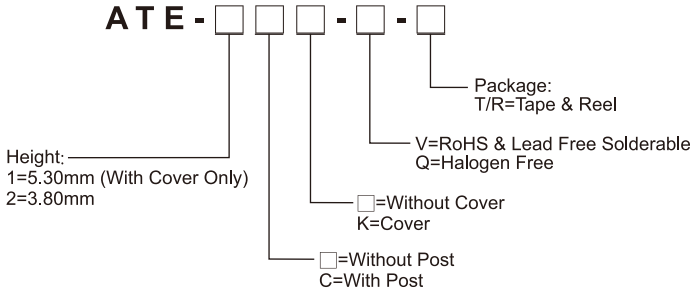 ATE-□□□-□-□
Package:
T/R=Tape & Reel
V=RoHS & Lead Free Solderable
Q=Halogen Free
Height:
1=5.30mm (With Cover Only)
2=3.80mm
□=Without Cover
K=Cover
□=Without Post
C=With Post